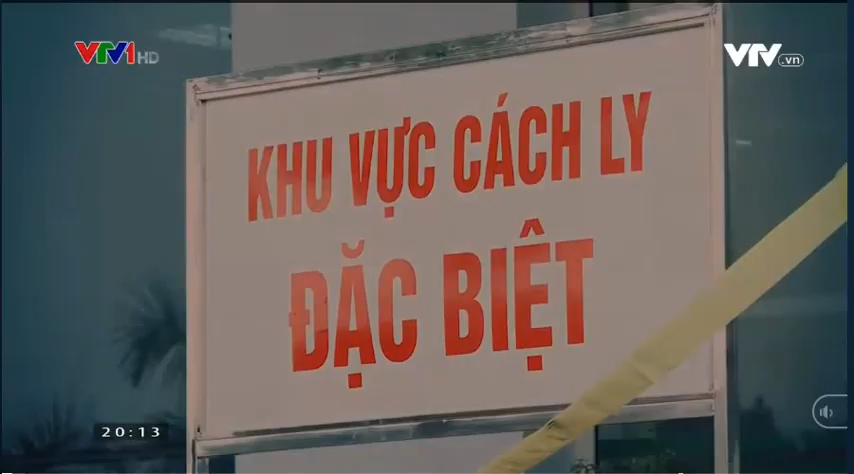 VTV1 HD
VTV.vn
KHU VỰC CÁCH LY
ĐẶC BIỆT
20:13